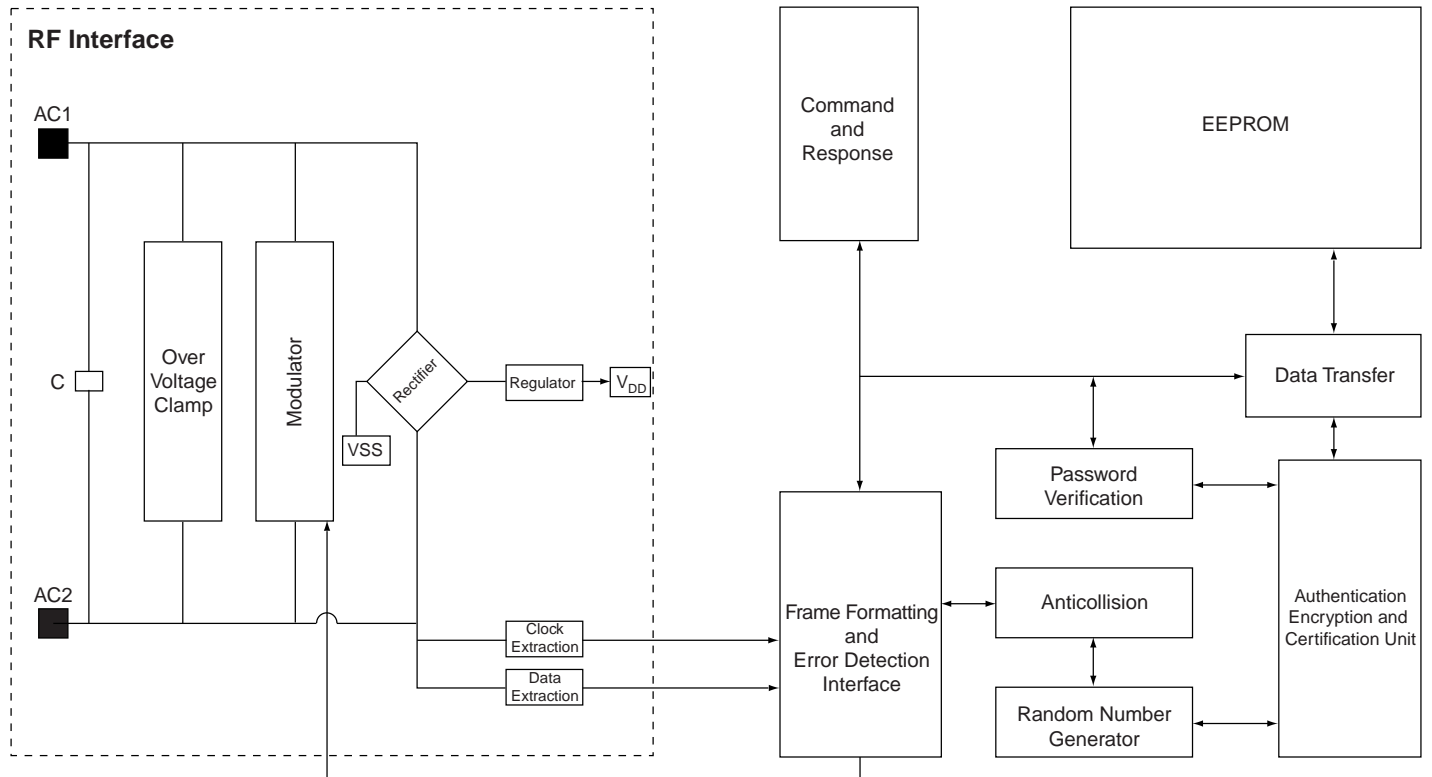 RF Interface
AC1
C
Over
Voltage
Clamp
Modulator
Rectifier
VSS
Regulator
VDD
AC2
Clock
Extraction
Data
Extraction
Command
and
Response
EEPROM
Data Transfer
Password
Verification
Frame Formatting
and
Error Detection
Interface
Anticollision
Random Number
Generator
Authentication
Encryption and
Certification Unit